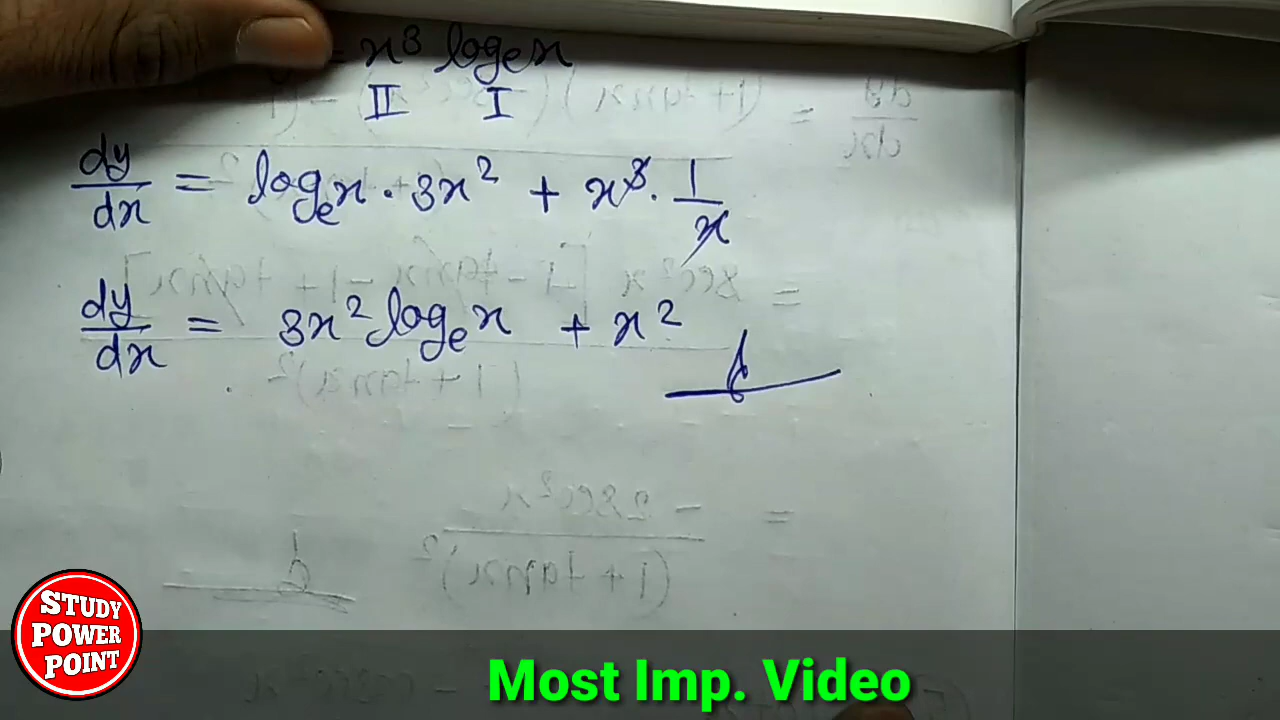 = x³ logₑx
II I
dy/dx = logₑx · 3x² + x³ · 1/x
dy/dx = 3x² logₑx + x²
STUDY
POWER
POINT
Most Imp. Video